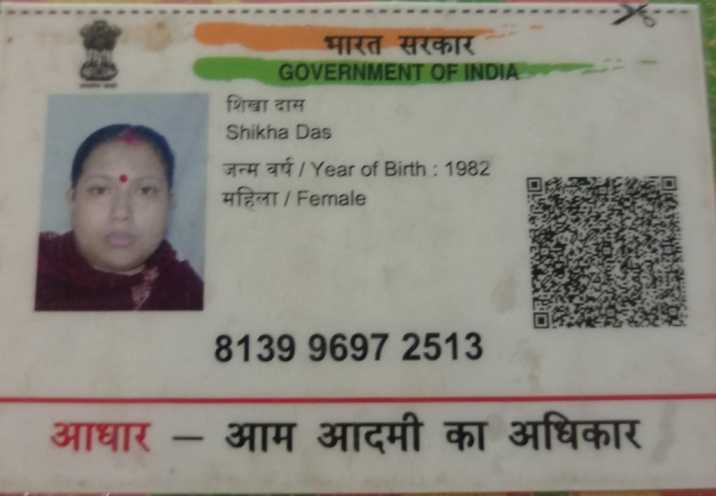 भारत सरकार
GOVERNMENT OF INDIA
शिखा दास
Shikha Das
जन्म वर्ष / Year of Birth : 1982
महिला / Female
8139 9697 2513
आधार – आम आदमी का अधिकार